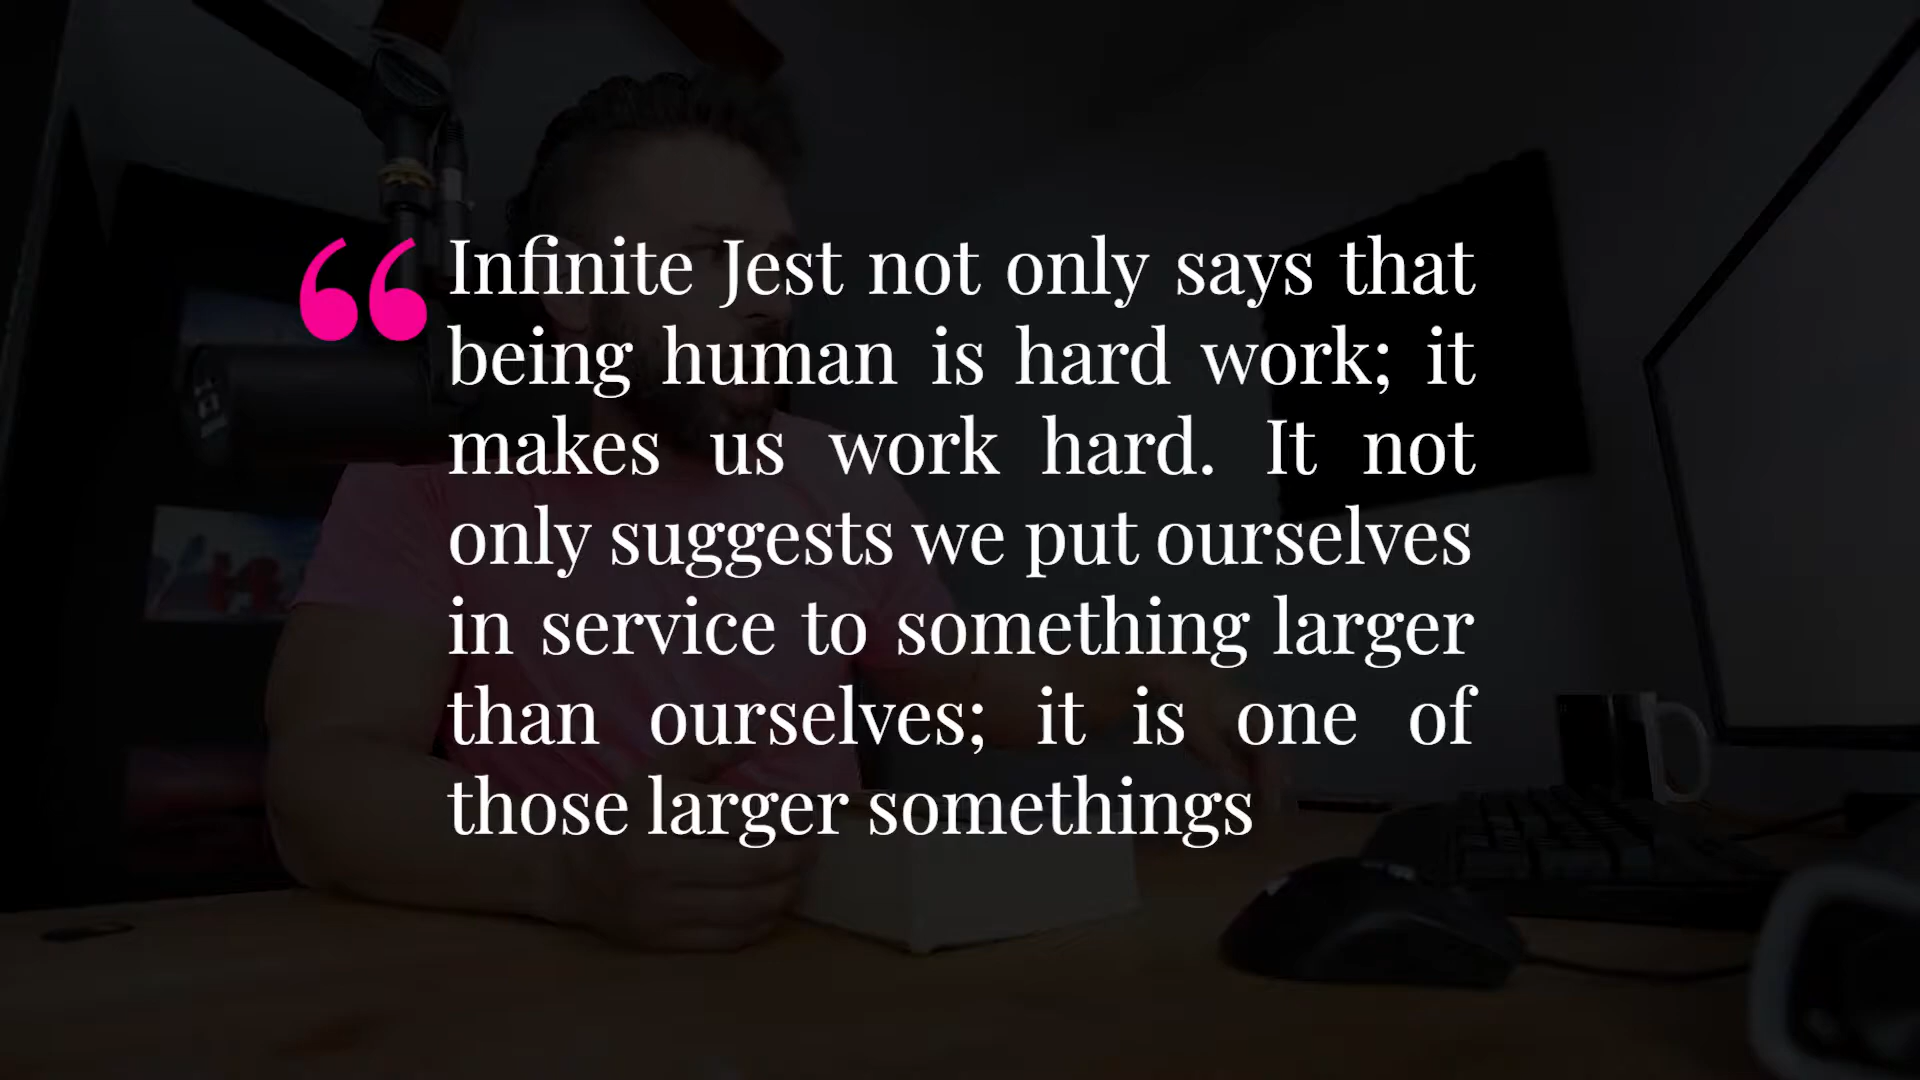 “Infinite Jest not only says that
being human is hard work; it
makes us work hard. It not
only suggests we put ourselves
in service to something larger
than ourselves; it is one of
those larger somethings